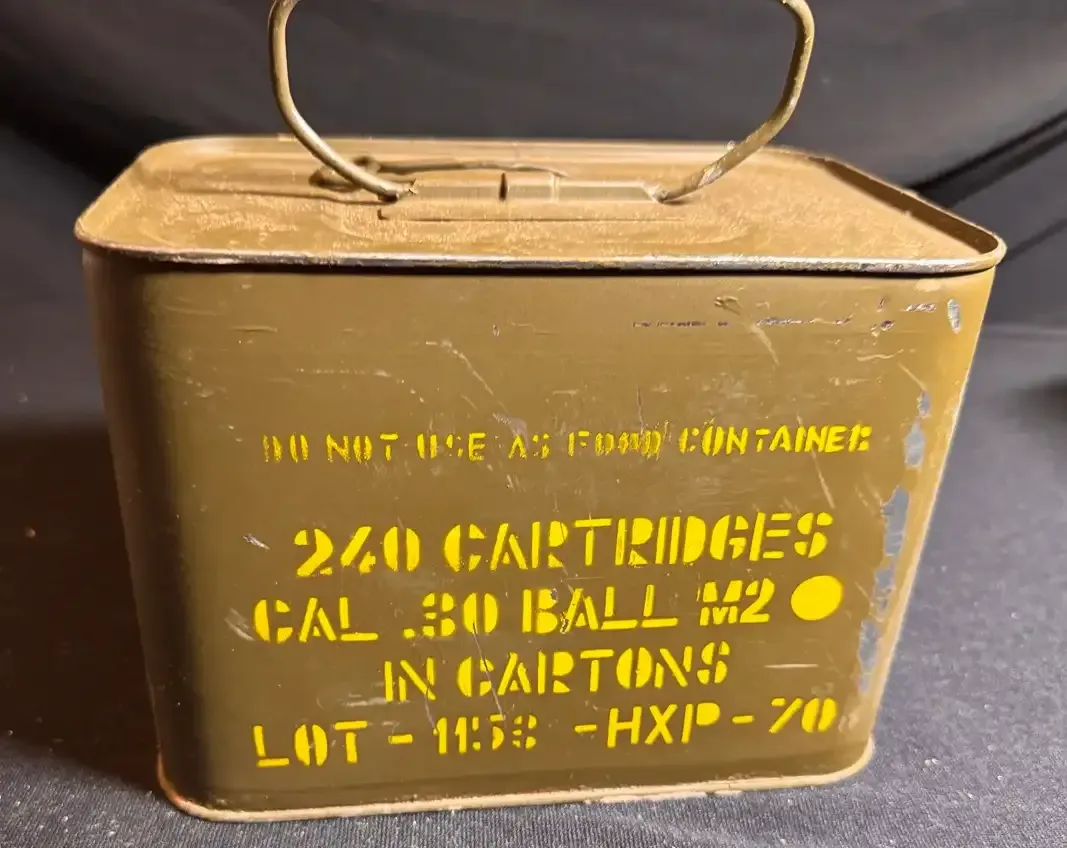 DO NOT USE AS FOOD CONTAINER
240 CARTRIDGES
CAL .30 BALL M2
IN CARTONS
LOT - 1153 -HXP-70